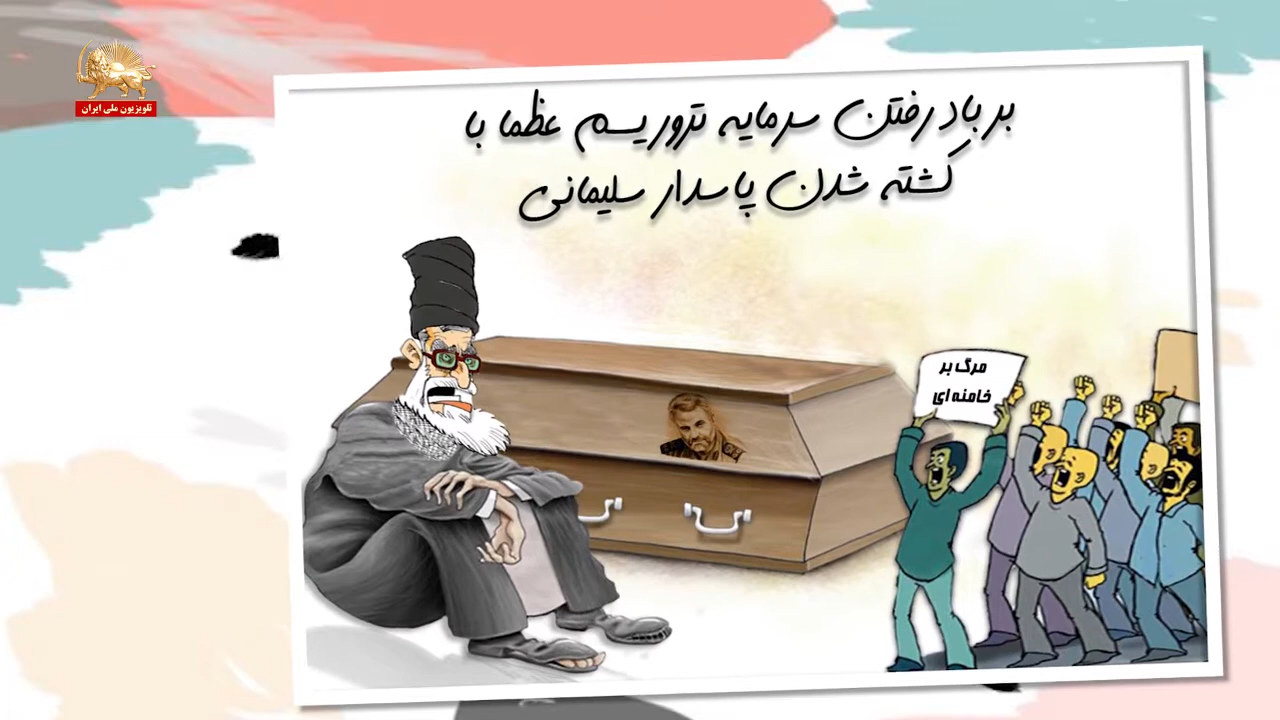 تلویزیون ملی ایران
بر باد رفتن سرمایه تروریسم عظما با
کشته شدن پاسدار سلیمانی
مرگ بر
خامنه ای